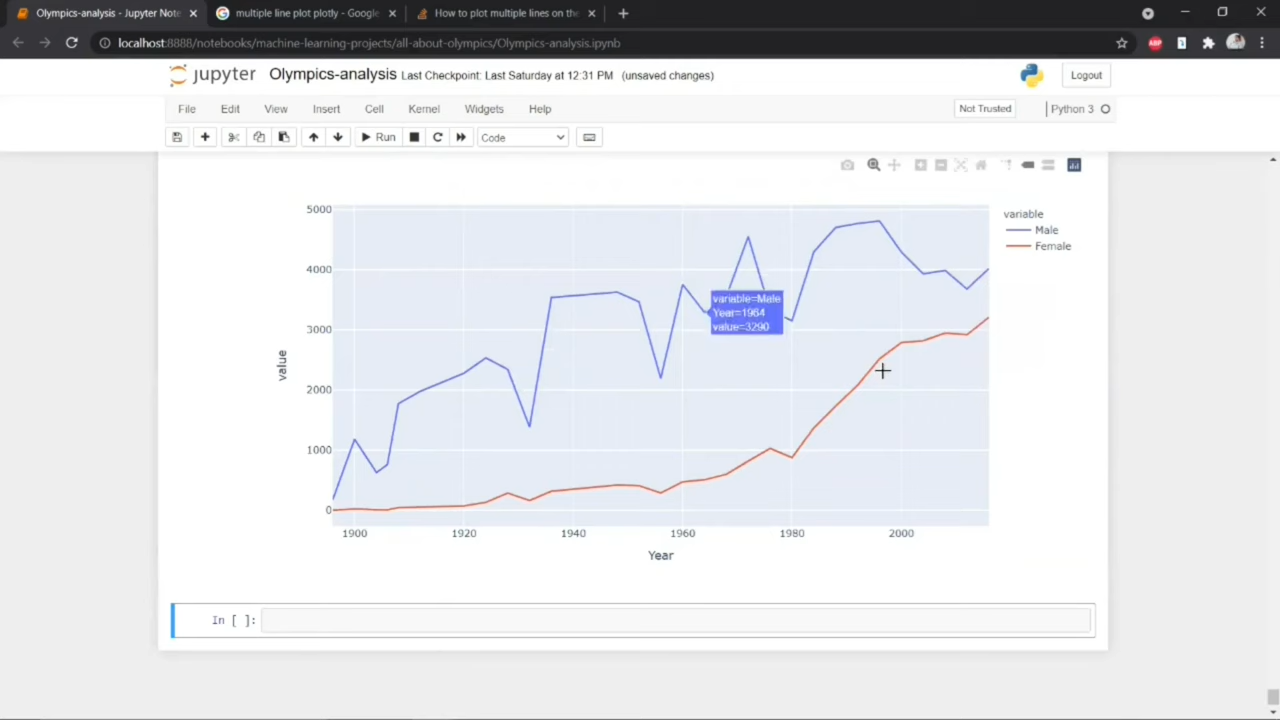 Olympics-analysis - Jupyter Note
multiple line plot plotly - Google
How to plot multiple lines on the
localhost:8888/notebooks/machine-learning-projects/all-about-olympics/Olympics-analysis.ipynb
ABP
jupyter Olympics-analysis Last Checkpoint: Last Saturday at 12:31 PM (unsaved changes)
Logout
File Edit View Insert Cell Kernel Widgets Help
Not Trusted
Python 3
Run
Code
5000
4000
3000
2000
1000
0
value
1900 1920 1940 1960 1980 2000
Year
variable
Male
Female
variable=Male
Year=1964
value=3290
In [ ]: